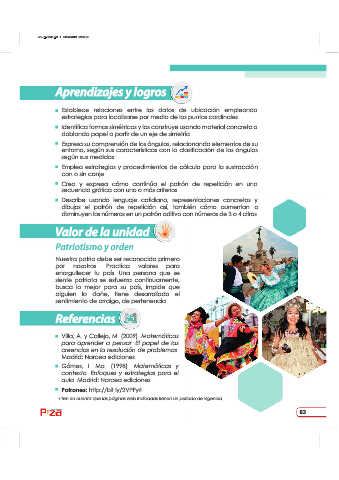 Aprendizajes y logros
Establece relaciones entre los datos de ubicación empleando
estrategias para localizarse por medio de los puntos cardinales
Identifica formas simétricas y las construye usando material concreto o
doblando papel a partir de un eje de simetría
Expresa su comprensión de los ángulos, relacionando elementos de su
entorno, según sus características con la clasificación de los ángulos
según sus medidas
Emplea estrategias y procedimientos de cálculo para la sustracción
con o sin canje
Crea y expresa cómo continúa el patrón de repetición en una
secuencia gráfica con uno o más criterios
Describe usando lenguaje cotidiano, representaciones concretas y
dibujos el patrón de repetición así, también cómo aumentan o
disminuyen los números en un patrón aditivo con números de 3 o 4 cifras
Valor de la unidad
Patriotismo y orden
Nuestra patria debe ser reconocida primero
por nosotros Practica valores para
enorgullecer tu país Una persona que se
siente patriota se esfuerza continuamente,
busca lo mejor para su país, impide que
alguien lo dañe, tiene desarrollado el
sentimiento de arraigo, de pertenencia
Referencias
Villa, A. y Callejo, M (2009) Matemáticas
para aprender a pensar El papel de las
creencias en la resolución de problemas
Madrid: Narcea ediciones
Gómes, I Ma (1998) Matemáticas y
contexto Enfoques y estrategias para el
aula Madrid: Narcea ediciones
Patrones: http://bit.ly/
63